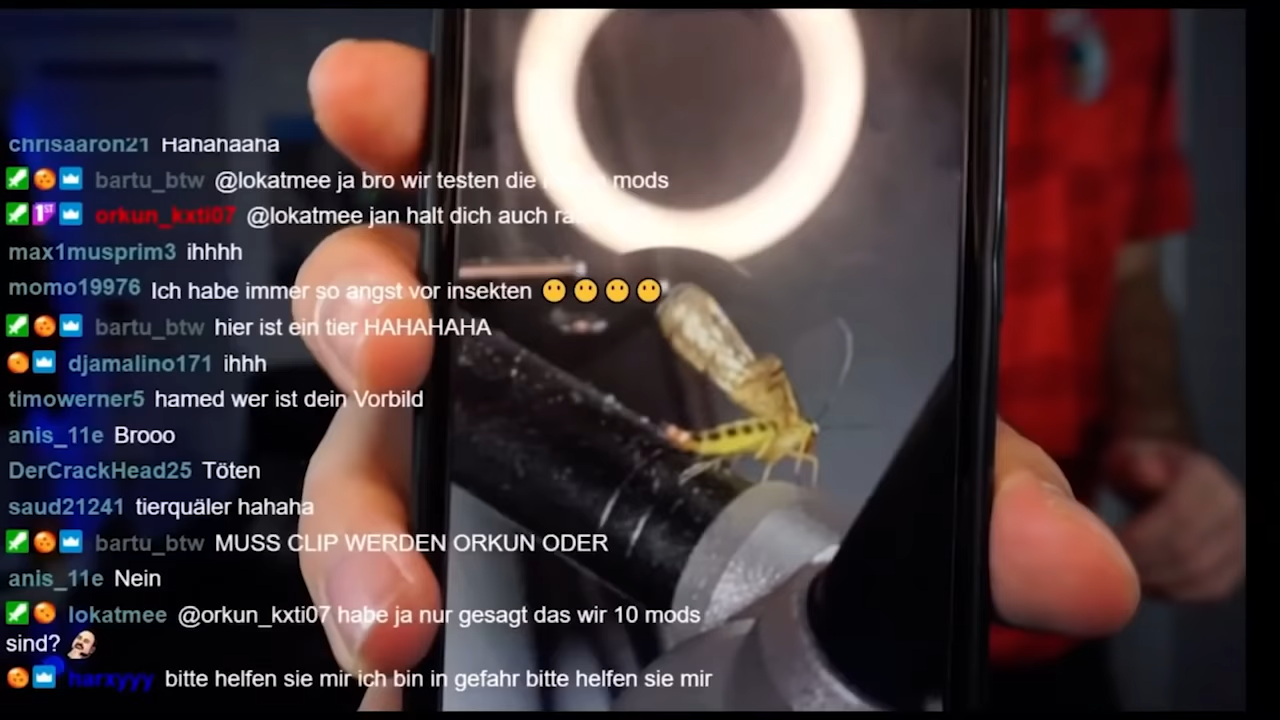 chrisaaron21 Hahahaaha
bartu_btw @lokatmee ja bro wir testen die mods
1ST orkun_kxti07 @lokatmee jan halt dich auch
max1musprim3 ihhhh
momo19976 Ich habe immer so angst vor insekten 😶😶😶😶
bartu_btw hier ist ein tier HAHAHAHA
djamalino171 ihhh
timowerner5 hamed wer ist dein Vorbild
anis_11e Brooo
DerCrackHead25 Töten
saud21241 tierquäler hahaha
bartu_btw MUSS CLIP WERDEN ORKUN ODER
anis_11e Nein
lokatmee @orkun_kxti07 habe ja nur gesagt das wir 10 mods
sind?
harxyyy bitte helfen sie mir ich bin in gefahr bitte helfen sie mir